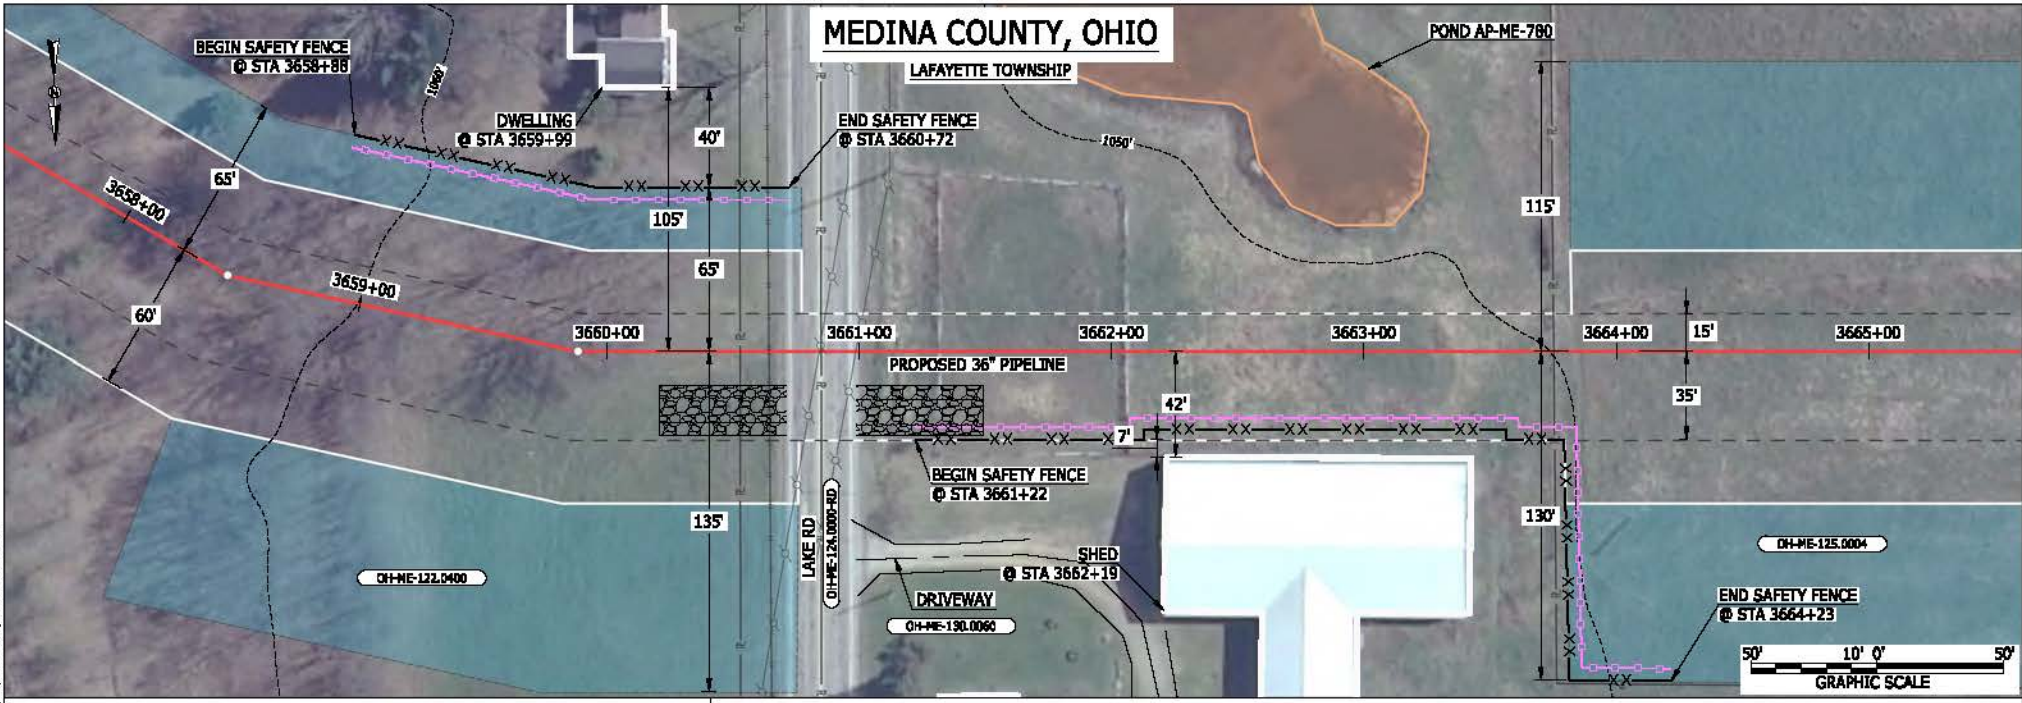 MEDINA COUNTY, OHIO
LAFAYETTE TOWNSHIP
BEGIN SAFETY FENCE
@ STA 3658+88
1060'
DWELLING
@ STA 3659+99
40'
END SAFETY FENCE
@ STA 3660+72
POND AP-ME-780
1050'
N
65'
3658+00
105'
115'
65'
3659+00
60'
3660+00
3661+00
3662+00
3663+00
3664+00
15'
3665+00
PROPOSED 36" PIPELINE
42'
35'
7'
BEGIN SAFETY FENCE
@ STA 3661+22
135'
130'
LAKE RD
OH-ME-124.0000-RD
OH-ME-122.0400
SHED
@ STA 3662+19
OH-ME-125.0004
DRIVEWAY
OH-ME-130.0060
END SAFETY FENCE
@ STA 3664+23
50' 10' 0' 50'
GRAPHIC SCALE